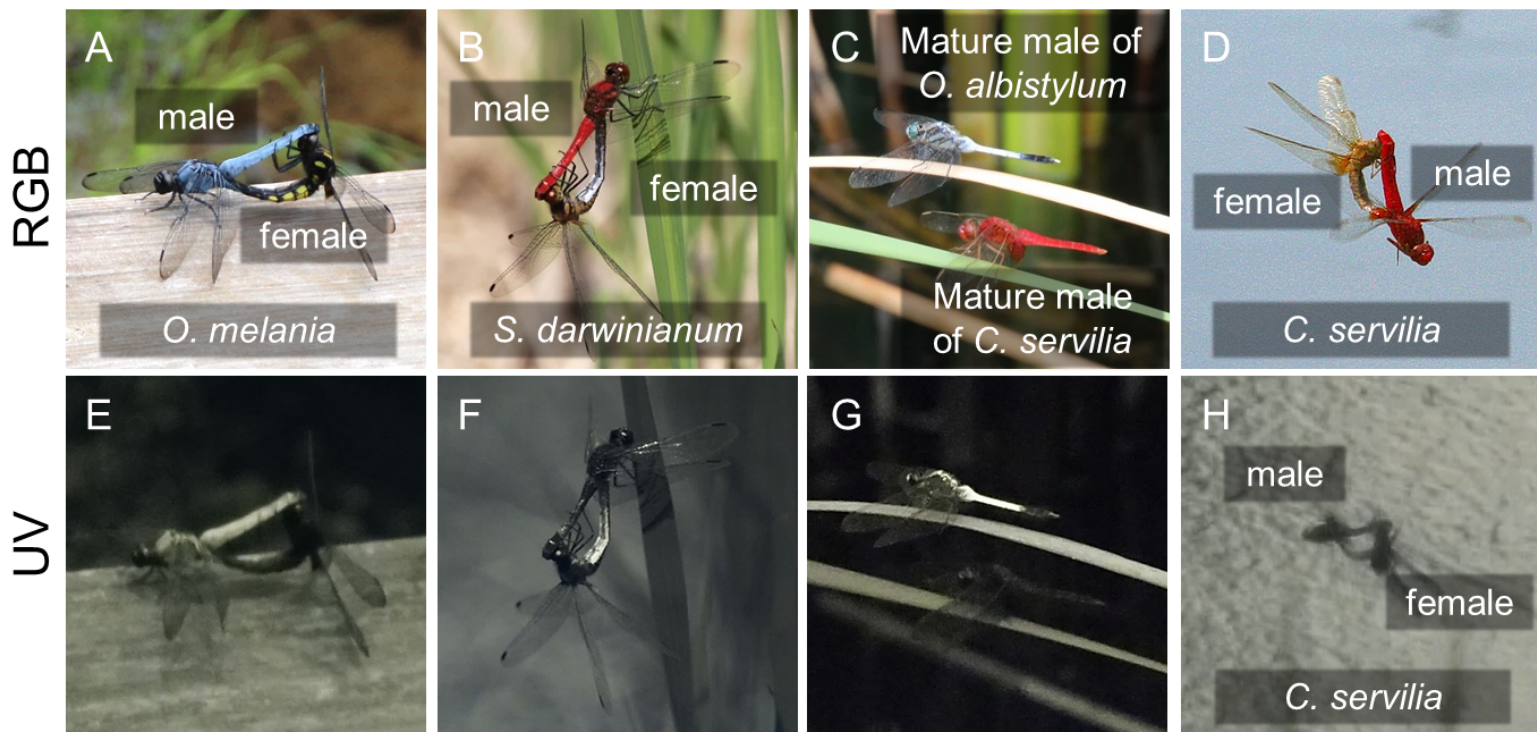 RGB
A
male
female
O. melania
B
male
female
S. darwinianum
C
Mature male of
O. albistylum
Mature male
of C. servilia
D
female
male
C. servilia
UV
E
F
G
H
male
female
C. servilia